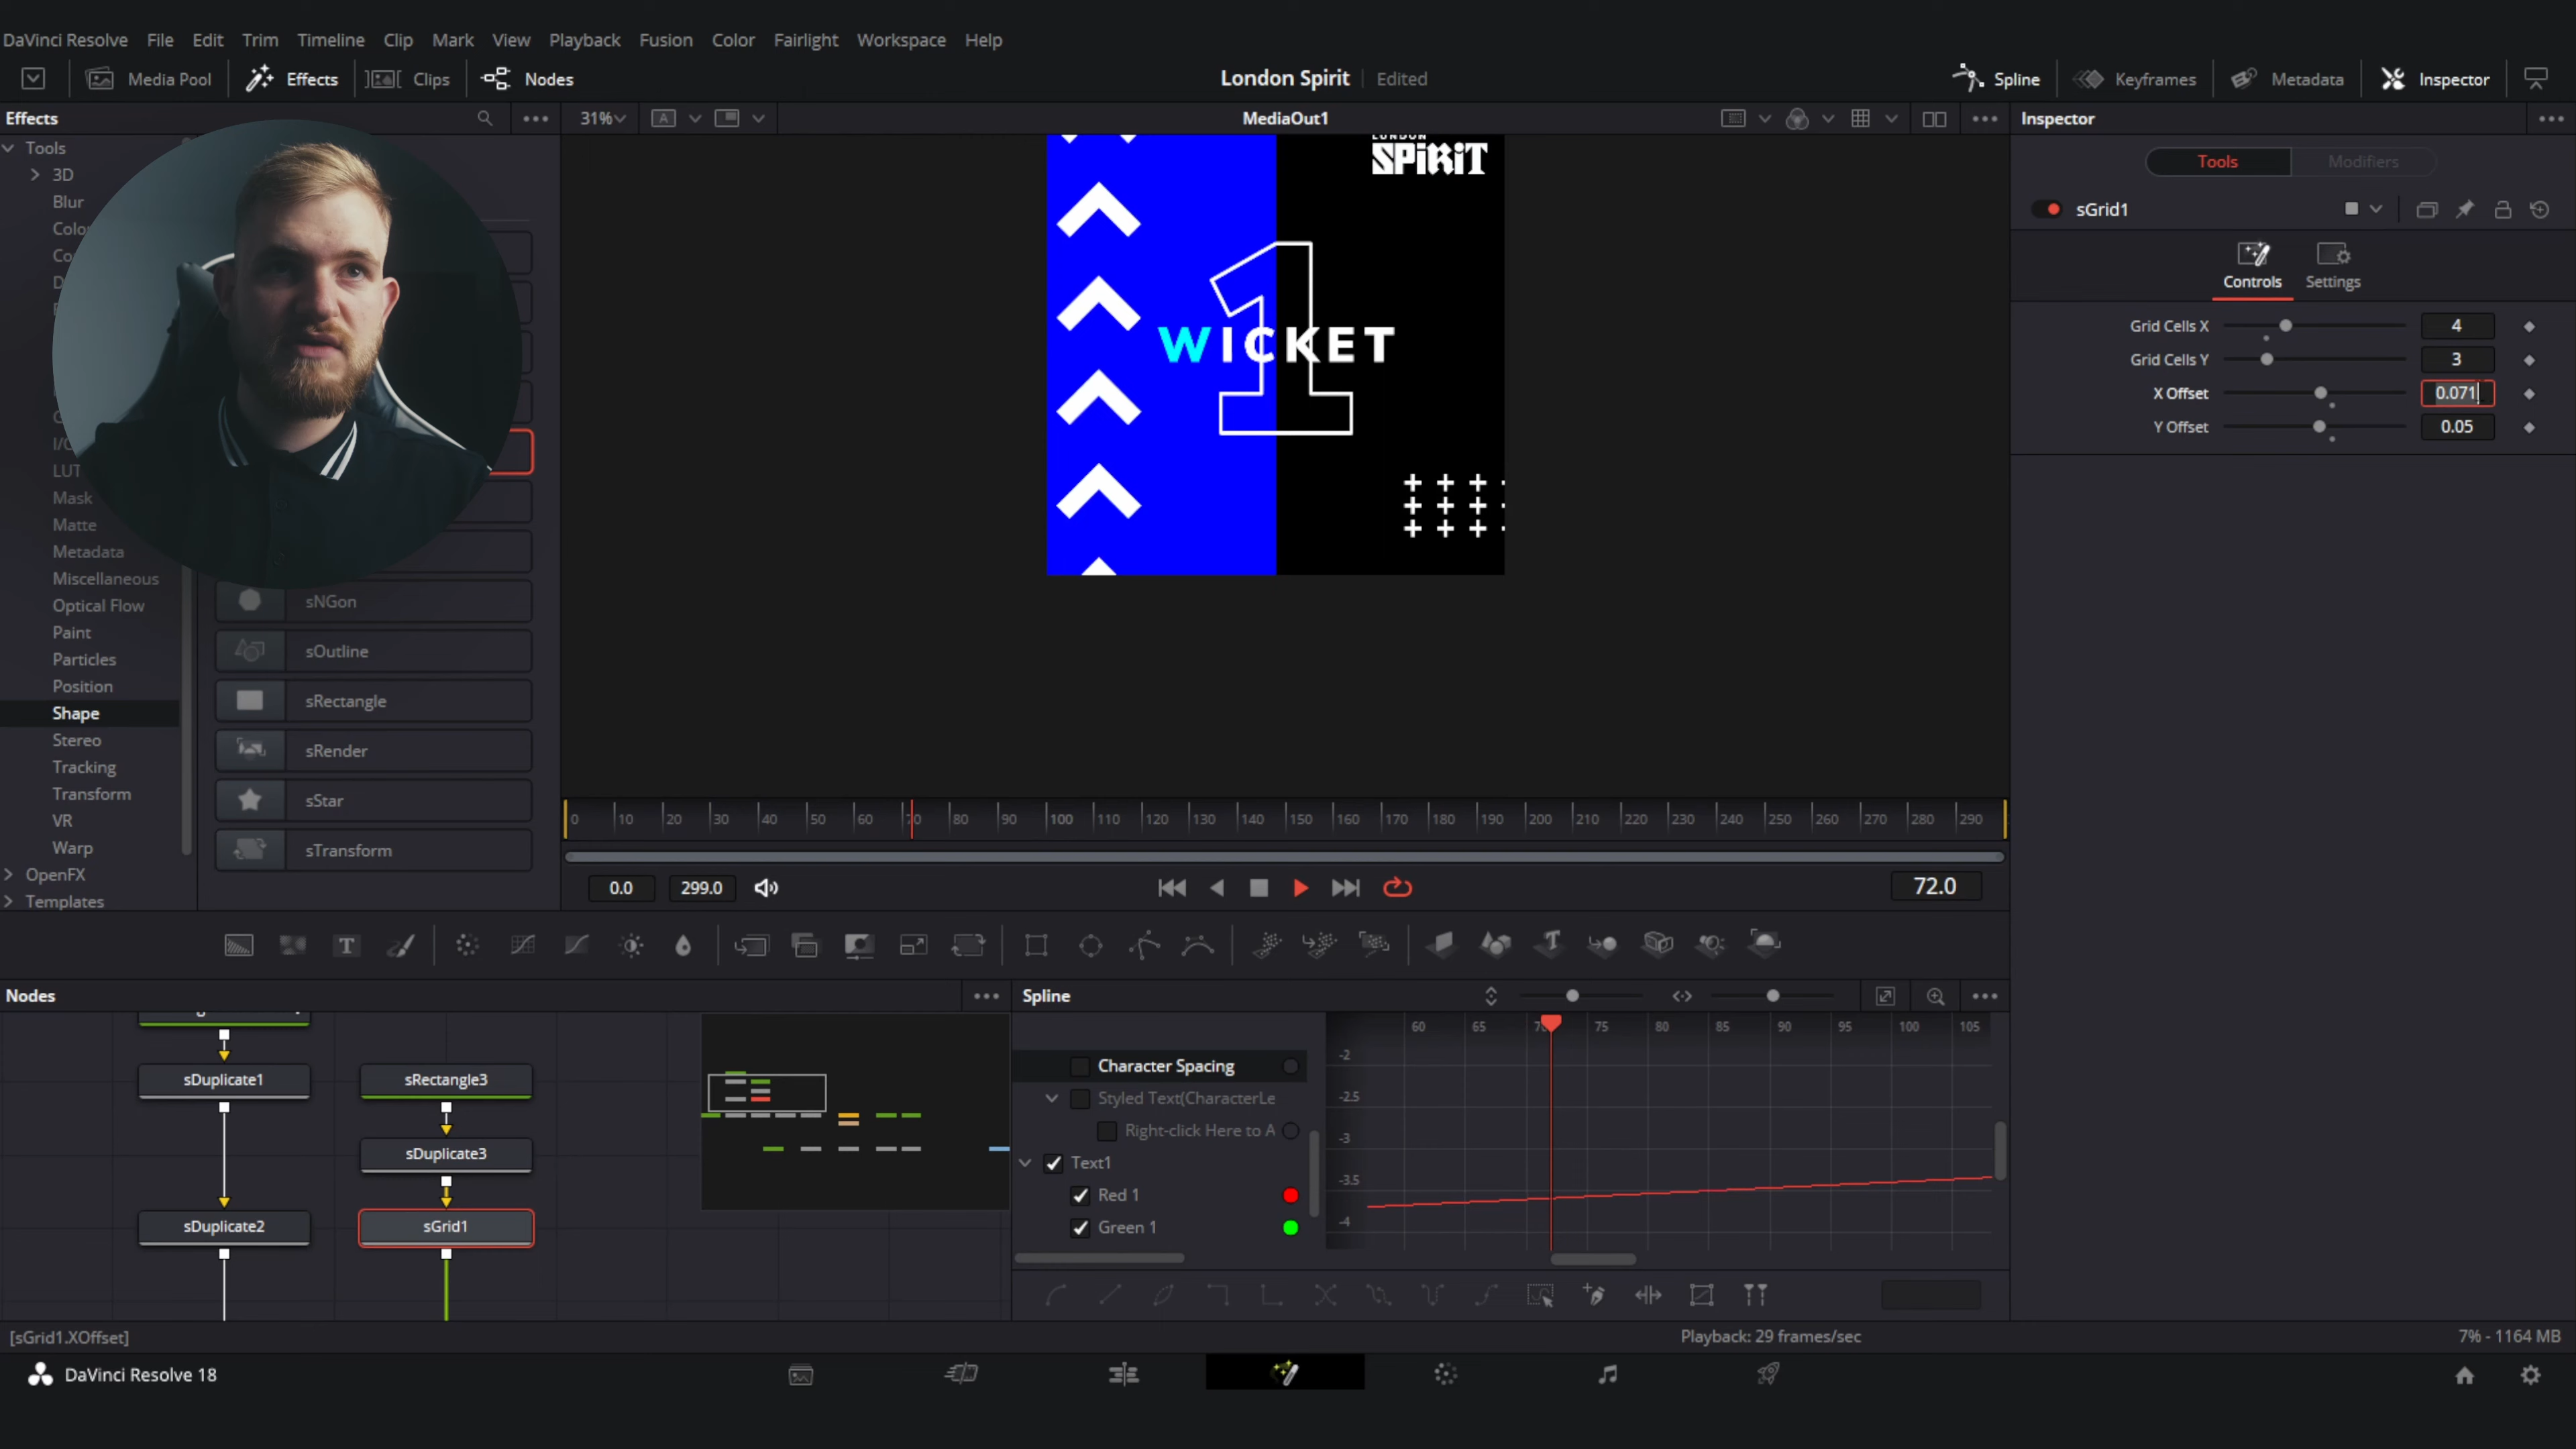 DaVinci Resolve File Edit Trim Timeline Clip Mark View Playback Fusion Color Fairlight Workspace Help
Media Pool Effects Clips Nodes London Spirit Edited Spline Keyframes Metadata Inspector
Effects 31% A MediaOut1 Inspector
Tools
3D
Blur
LUT
Mask
Matte
Metadata
Miscellaneous
Optical Flow
Paint
Particles
Position
Shape
Stereo
Tracking
Transform
VR
Warp
OpenFX
Templates
sNGon
sOutline
sRectangle
sRender
sStar
sTransform
LONDON
SPIRIT
1
WICKET
Tools Modifiers
sGrid1
Controls Settings
Grid Cells X 4
Grid Cells Y 3
X Offset 0.071
Y Offset 0.05
0 10 20 30 40 50 60 70 80 90 100 110 120 130 140 150 160 170 180 190 200 210 220 230 240 250 260 270 280 290
0.0 299.0 72.0
T T
Nodes Spline
sDuplicate1 sRectangle3
sDuplicate3
sDuplicate2 sGrid1
Character Spacing
Styled Text(CharacterLe
Right-click Here to A
Text1
Red 1
Green 1
60 65 70 75 80 85 90 95 100 105
-2
-2.5
-3
-3.5
-4
[sGrid1.XOffset] Playback: 29 frames/sec 7% - 1164 MB
DaVinci Resolve 18